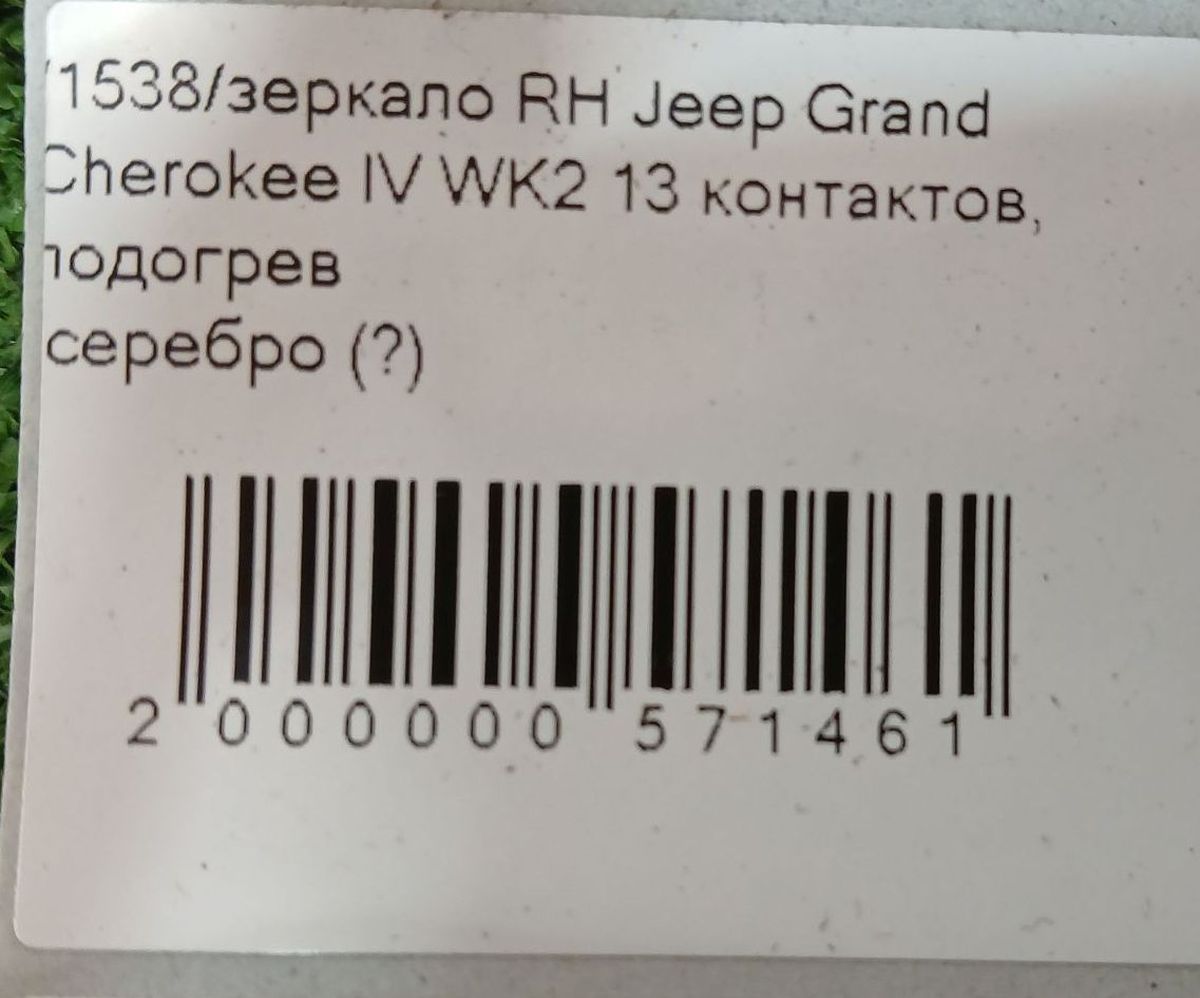 1538/зеркало RH Jeep Grand
Cherokee IV WK2 13 контактов,
подогрев
серебро (?)
2 000000 571461